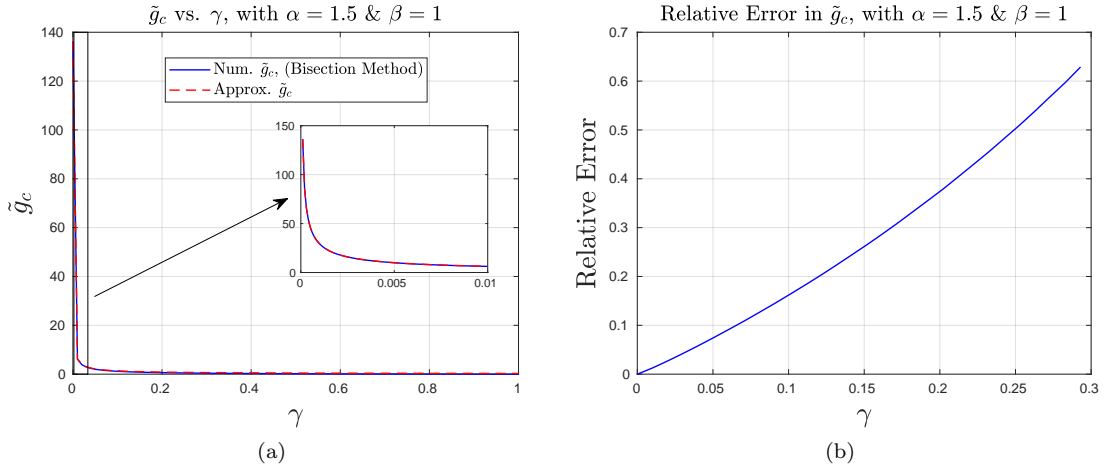 g̃c vs. γ, with α = 1.5 & β = 1
140
120
100
80
60
40
20
0
g̃c
Num. g̃c, (Bisection Method)
Approx. g̃c
150
100
50
0
0 0.005 0.01
0 0.2 0.4 0.6 0.8 1
γ
(a)
Relative Error in g̃c, with α = 1.5 & β = 1
0.7
0.6
0.5
0.4
0.3
0.2
0.1
0
Relative Error
0 0.05 0.1 0.15 0.2 0.25 0.3
γ
(b)